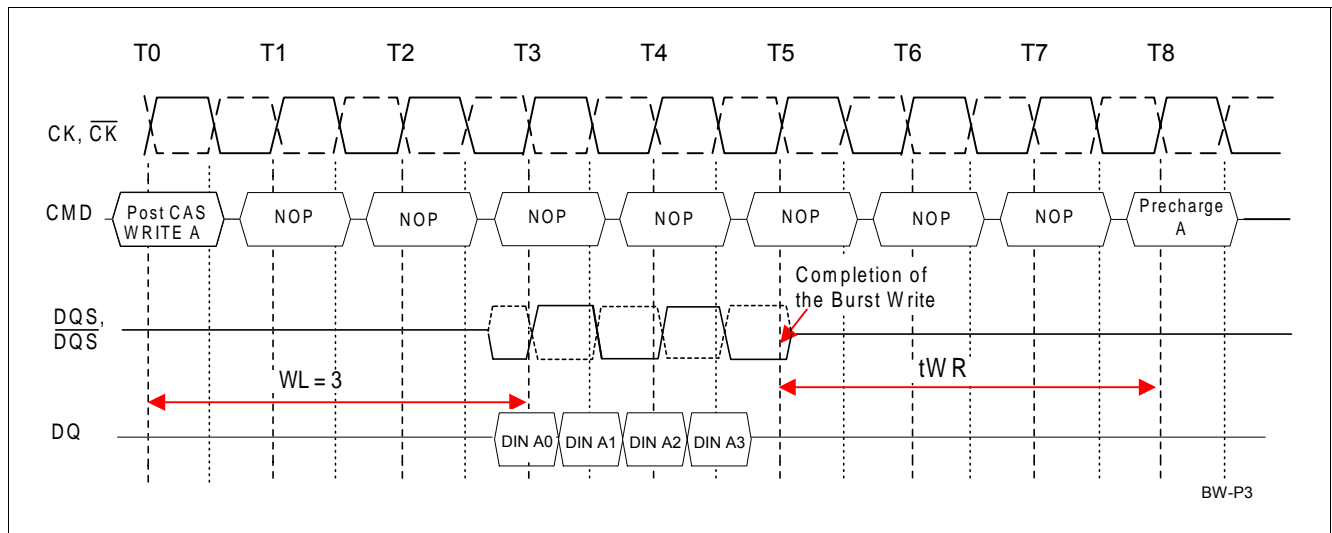 T0 T1 T2 T3 T4 T5 T6 T7 T8
CK, CK
CMD
Post CAS
WRITE A
NOP
NOP
NOP
NOP
NOP
NOP
NOP
Precharge
A
Completion of
the Burst Write
DQS,
DQS
WL = 3
tWR
DQ
DIN A0
DIN A1
DIN A2
DIN A3
BW-P3